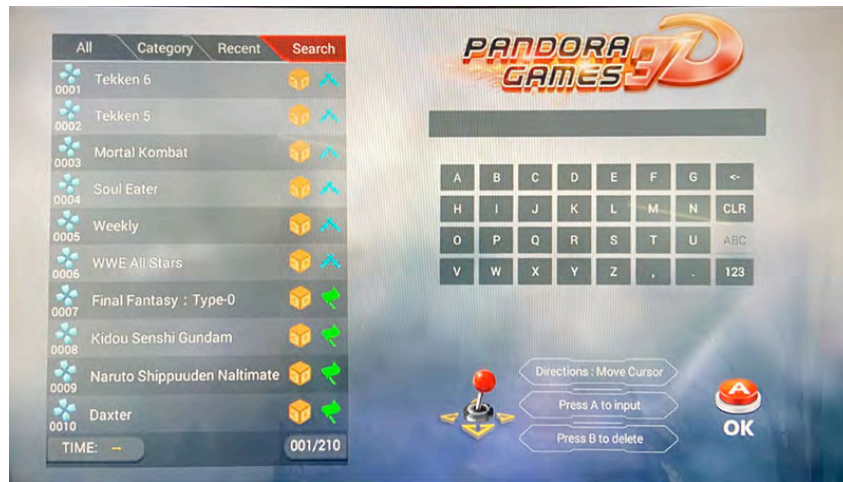 All Category Recent Search
0001 Tekken 6
0002 Tekken 5
0003 Mortal Kombat
0004 Soul Eater
0005 Weekly
0006 WWE All Stars
0007 Final Fantasy : Type-0
0008 Kidou Senshi Gundam
0009 Naruto Shippuuden Naltimate
0010 Daxter
TIME: -- 001/210
PANDORA
GAMES 3D
A B C D E F G <-
H I J K L M N CLR
O P Q R S T U ABC
V W X Y Z , . 123
Directions : Move Cursor
Press A to input
Press B to delete
A
OK